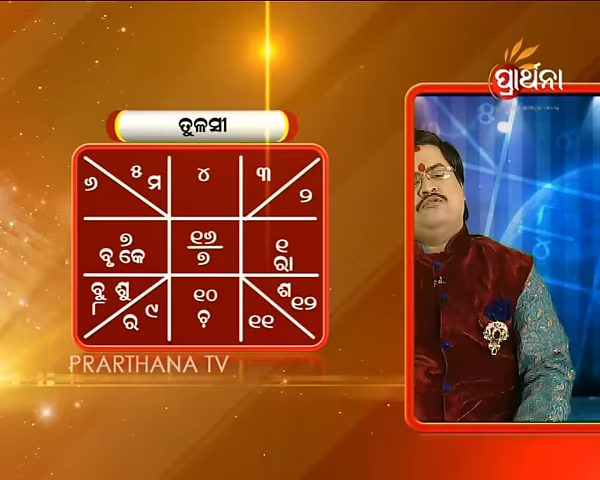 ପ୍ରାର୍ଥନା
ତୁଳସୀ
୬ ୫ ମ ୪ ୩ ୨
୭ ୧୬ ୧
ବୃ କେ ୭ ରା
ବୁ ଶୁ ୧୦ ଶ ୧୨
୮ ର ୯ ଚ ୧୧
PRARTHANA TV